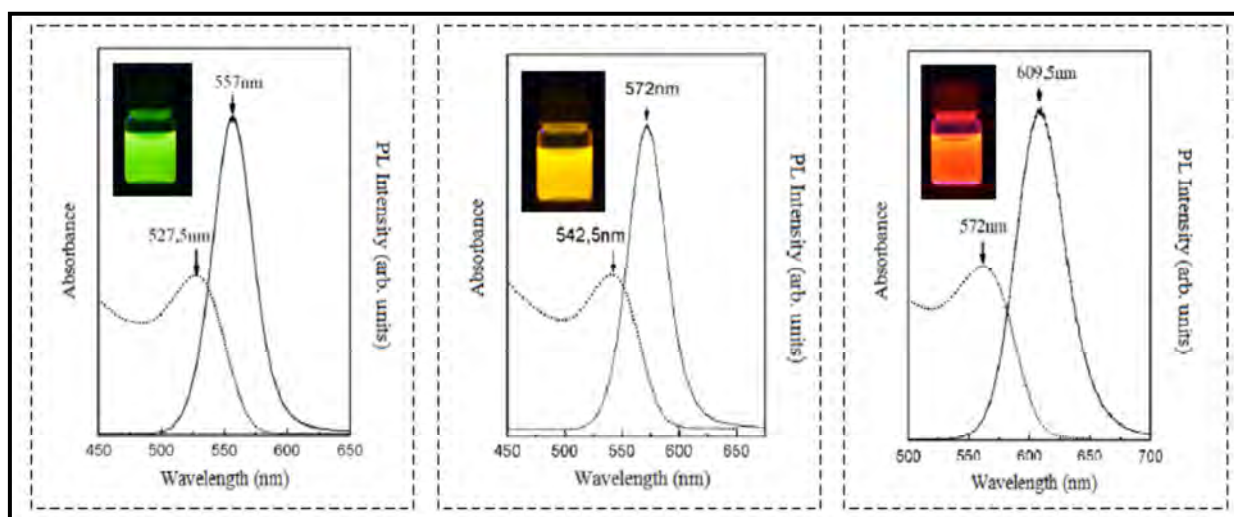 557nm
527,5nm
Absorbance
PL Intensity (arb. units)
450 500 550 600 650
Wavelength (nm)
572nm
542,5nm
Absorbance
PL Intensity (arb. units)
450 500 550 600 650
Wavelength (nm)
609,5nm
572nm
Absorbance
PL Intensity (arb. units)
500 550 600 650 700
Wavelength (nm)